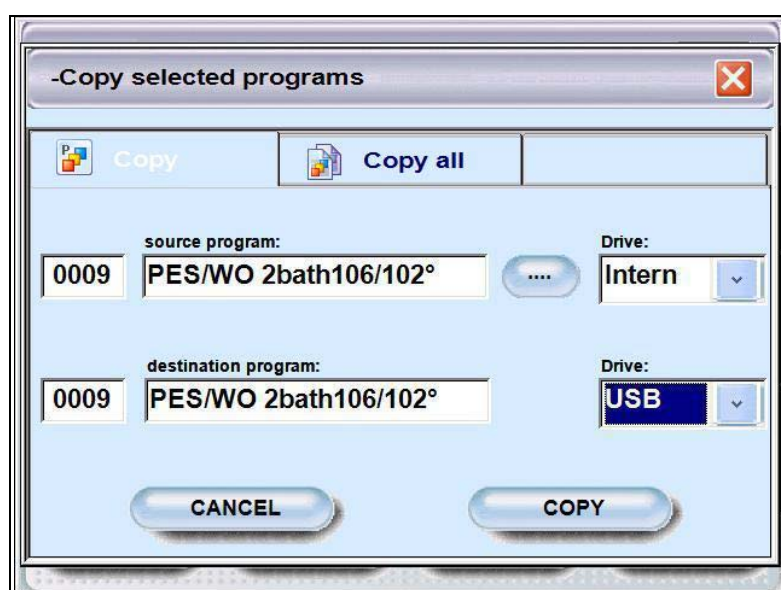 -Copy selected programs
P Copy
Copy all
source program:
Drive:
0009 PES/WO 2bath106/102° .... Intern
destination program:
Drive:
0009 PES/WO 2bath106/102° USB
CANCEL
COPY